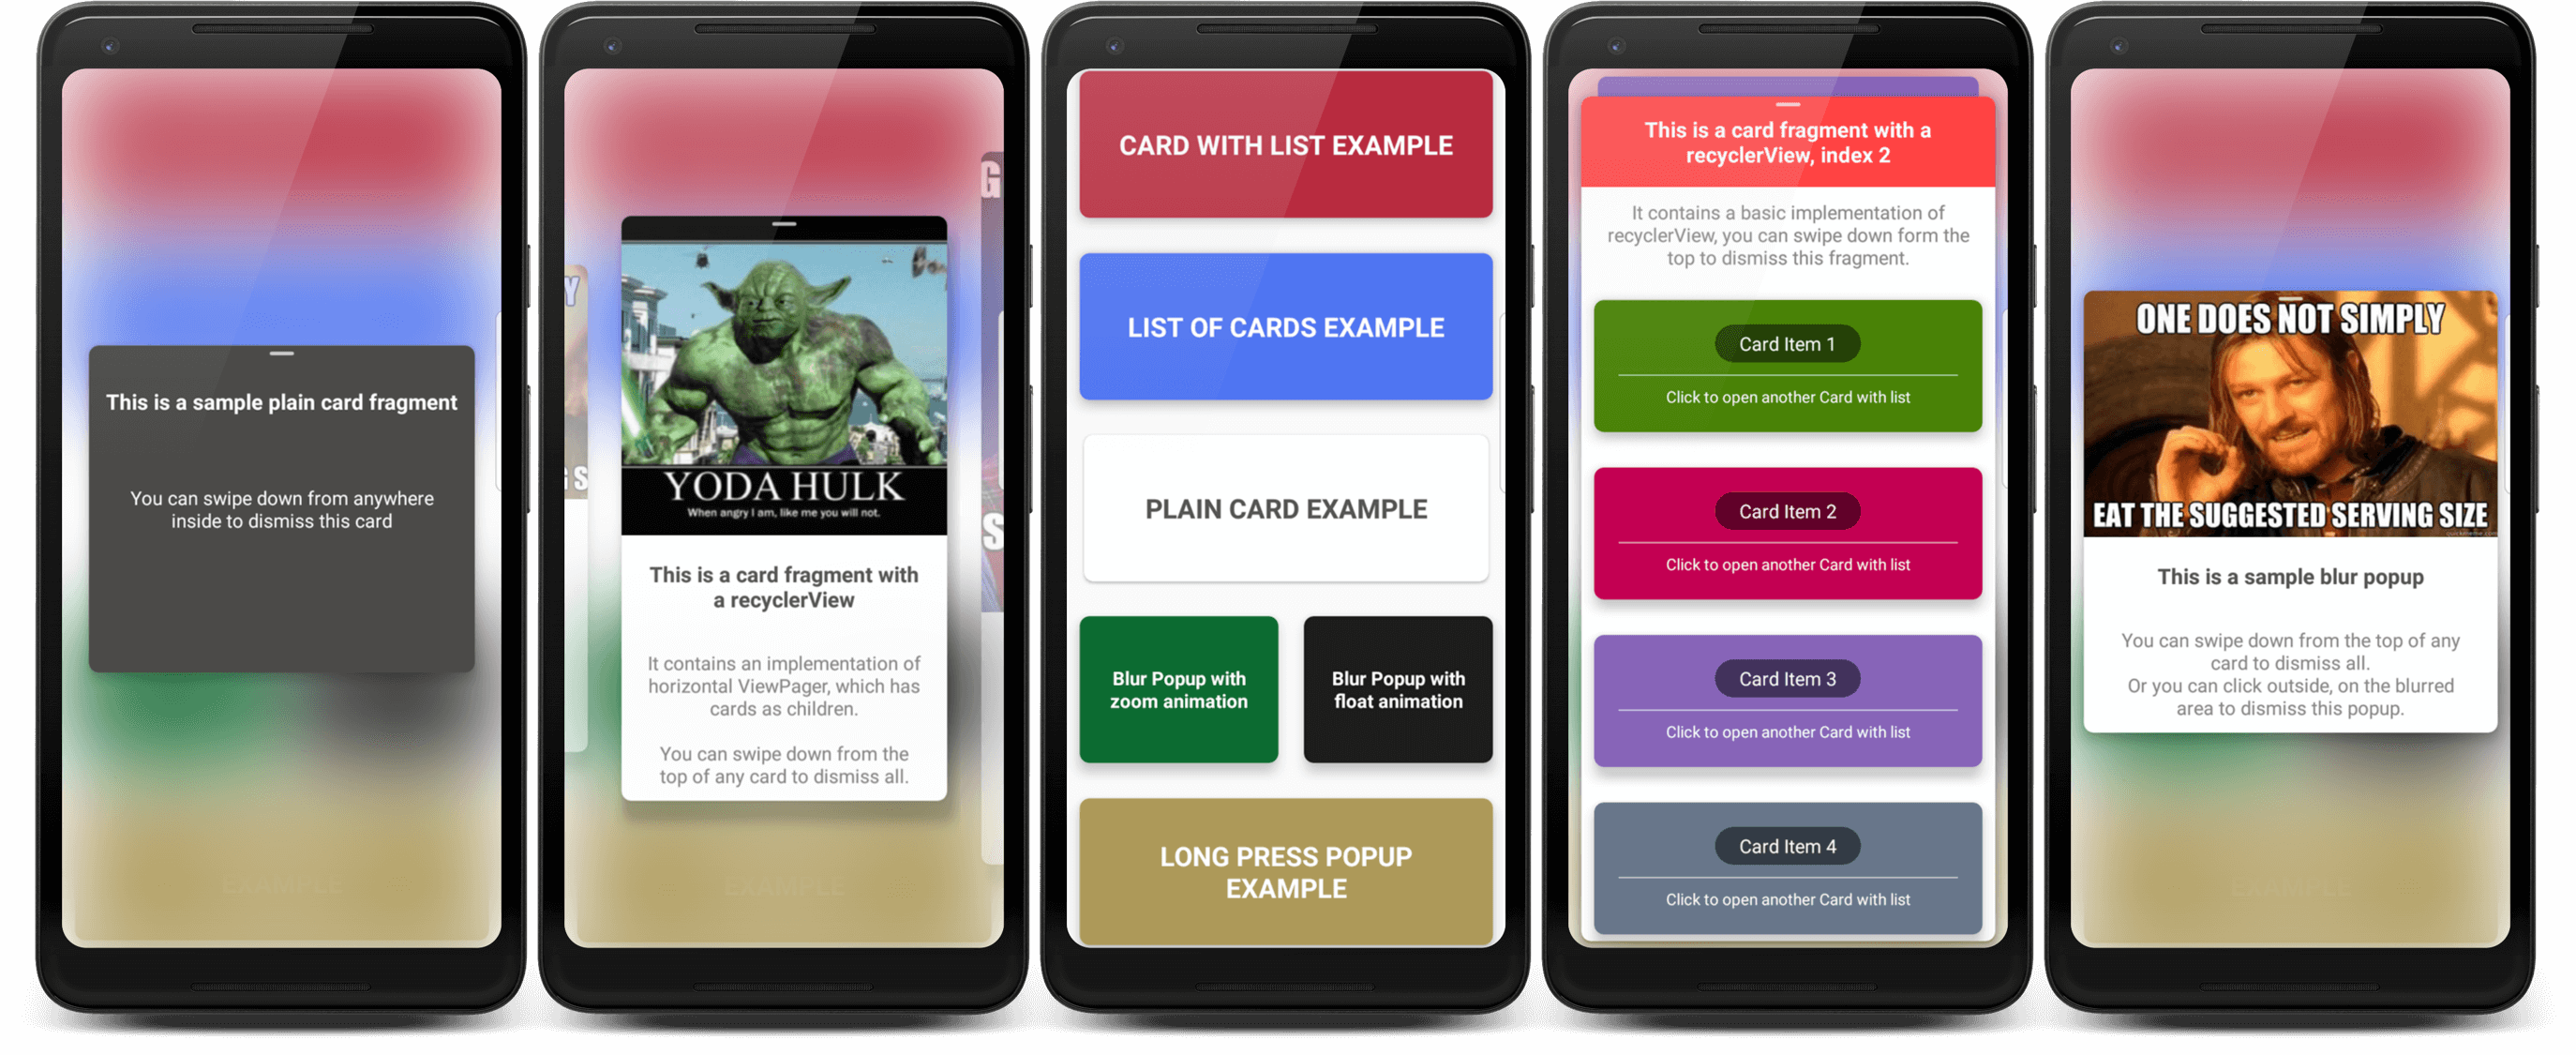 This is a sample plain card fragment
You can swipe down from anywhere
inside to dismiss this card
EXAMPLE
Y
G S
G
S
YODA HULK
When angry I am, like me you will not.
This is a card fragment with
a recyclerView
It contains an implementation of
horizontal ViewPager, which has
cards as children.
You can swipe down from the
top of any card to dismiss all.
EXAMPLE
CARD WITH LIST EXAMPLE
LIST OF CARDS EXAMPLE
PLAIN CARD EXAMPLE
Blur Popup with
zoom animation
Blur Popup with
float animation
LONG PRESS POPUP
EXAMPLE
This is a card fragment with a
recyclerView, index 2
It contains a basic implementation of
recyclerView, you can swipe down form the
top to dismiss this fragment.
Card Item 1
Click to open another Card with list
Card Item 2
Click to open another Card with list
Card Item 3
Click to open another Card with list
Card Item 4
Click to open another Card with list
ONE DOES NOT SIMPLY
EAT THE SUGGESTED SERVING SIZE
This is a sample blur popup
You can swipe down from the top of any
card to dismiss all.
Or you can click outside, on the blurred
area to dismiss this popup.
EXAMPLE